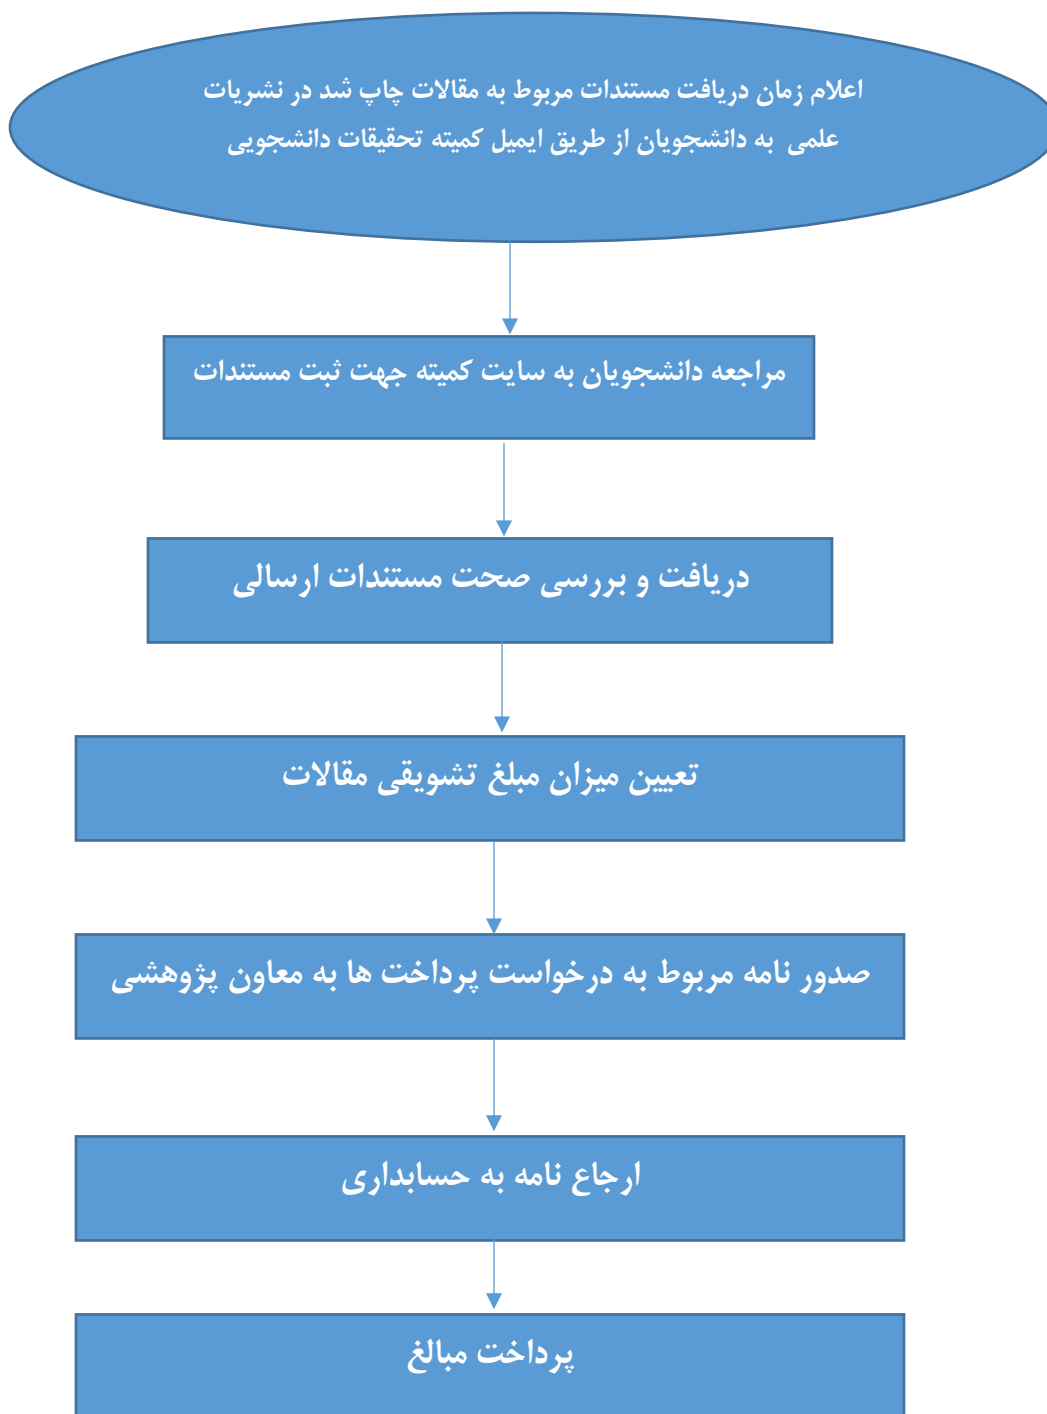 اعلام زمان دریافت مستندات مربوط به مقالات چاپ شد در نشریات
علمی به دانشجویان از طریق ایمیل کمیته تحقیقات دانشجویی
مراجعه دانشجویان به سایت کمیته جهت ثبت مستندات
دریافت و بررسی صحت مستندات ارسالی
تعیین میزان مبلغ تشویقی مقالات
صدور نامه مربوط به درخواست پرداخت ها به معاون پژوهشی
ارجاع نامه به حسابداری
پرداخت مبالغ